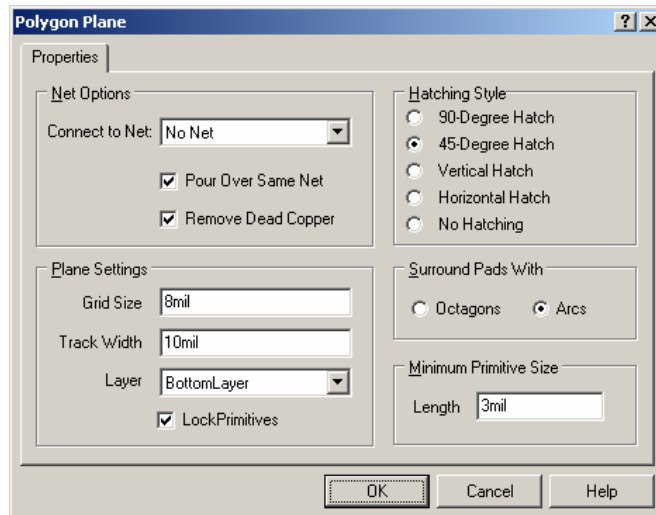 Polygon Plane
Properties
Net Options
Connect to Net: No Net
Pour Over Same Net
Remove Dead Copper
Hatching Style
90-Degree Hatch
45-Degree Hatch
Vertical Hatch
Horizontal Hatch
No Hatching
Plane Settings
Grid Size 8mil
Track Width 10mil
Layer BottomLayer
LockPrimitives
Surround Pads With
Octagons Arcs
Minimum Primitive Size
Length 3mil
OK Cancel Help